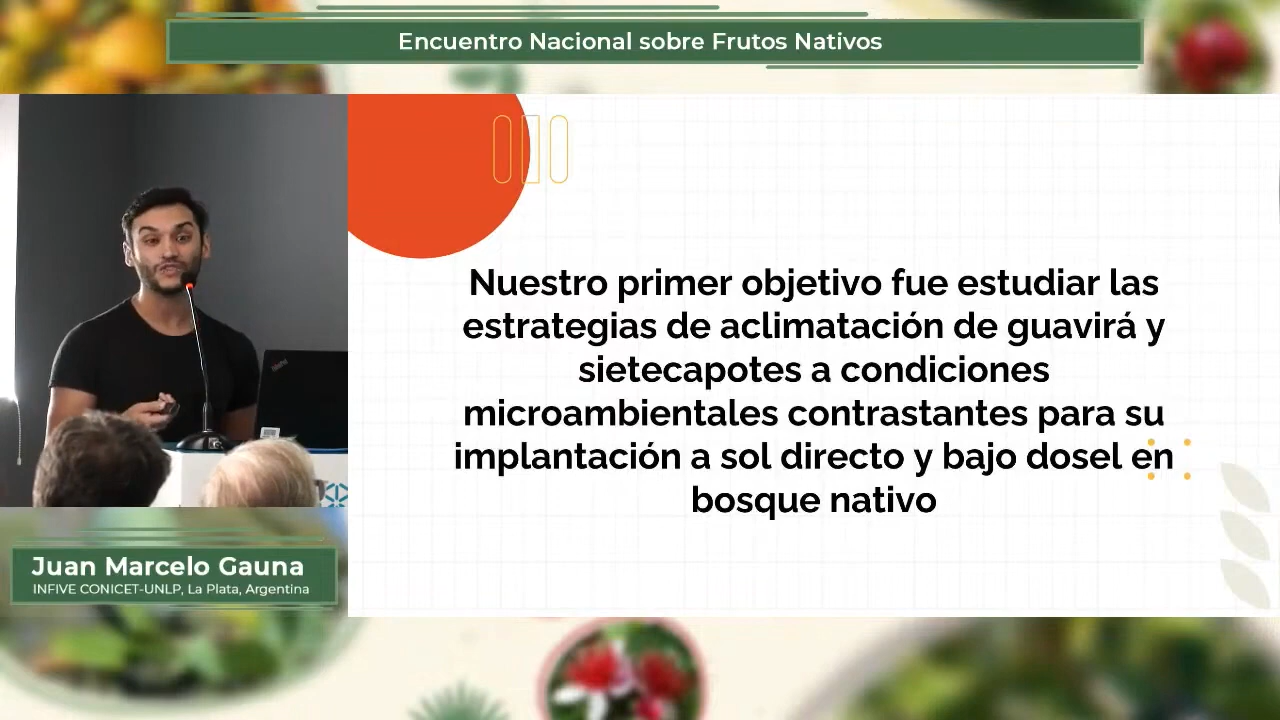 Encuentro Nacional sobre Frutos Nativos
Nuestro primer objetivo fue estudiar las
estrategias de aclimatación de guavirá y
sietecapotes a condiciones
microambientales contrastantes para su
implantación a sol directo y bajo dosel en
bosque nativo
Juan Marcelo Gauna
INFIVE CONICET-UNLP, La Plata, Argentina